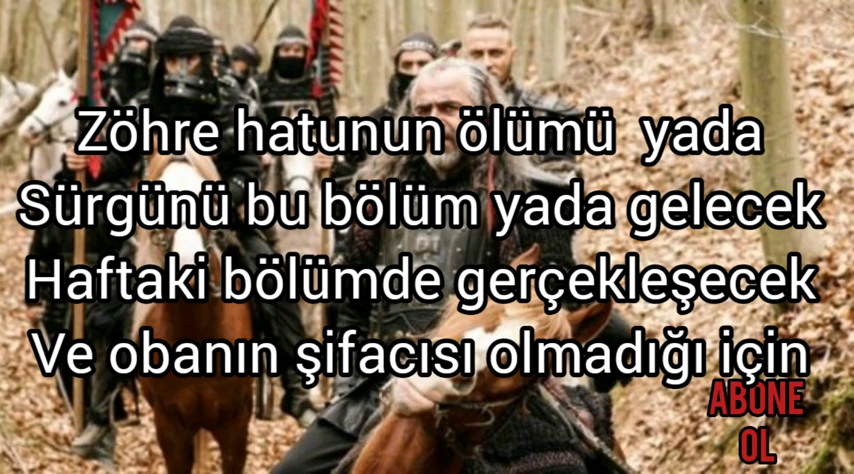 Zöhre hatunun ölümü yada
Sürgünü bu bölüm yada gelecek
Haftaki bölümde gerçekleşecek
Ve obanın şifacısı olmadığı için
ABONE
OL